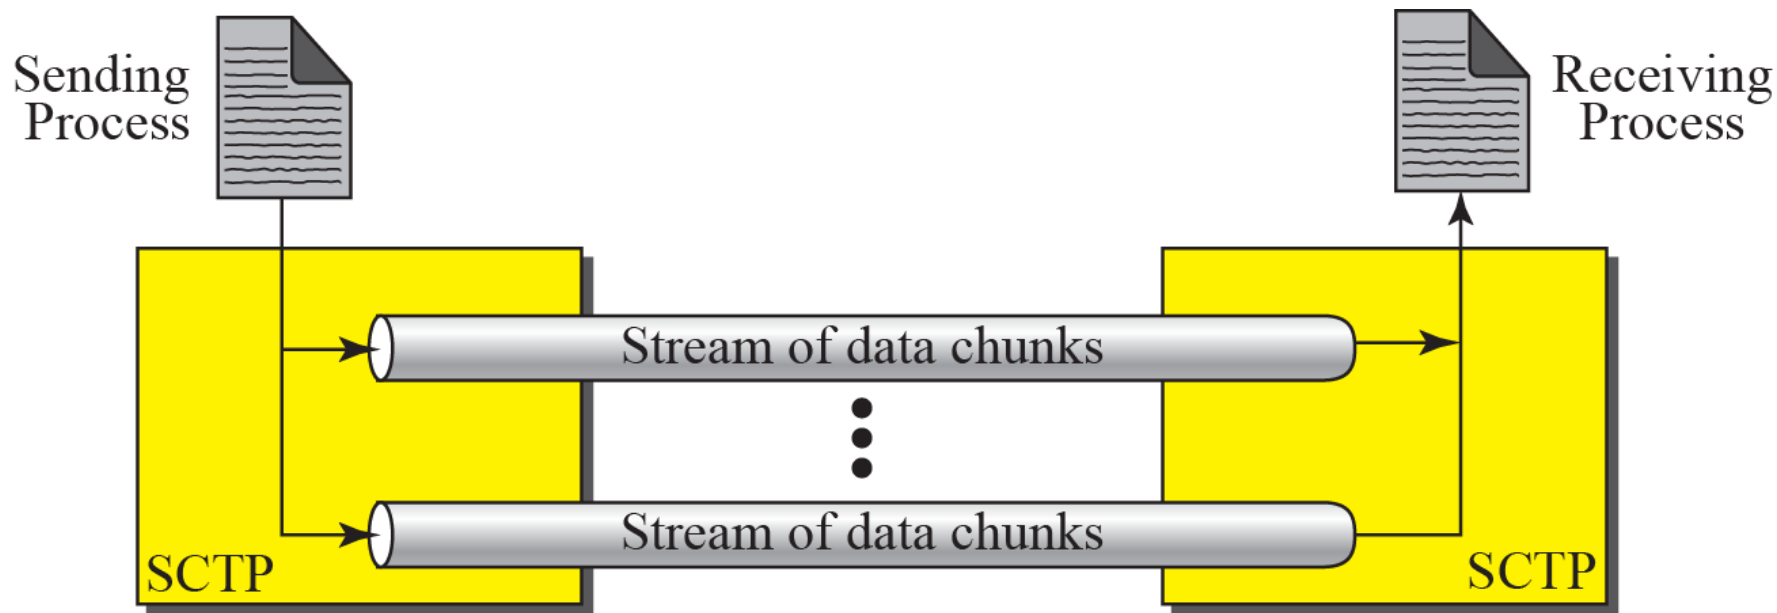 Sending
Process
Receiving
Process
Stream of data chunks
Stream of data chunks
SCTP
SCTP